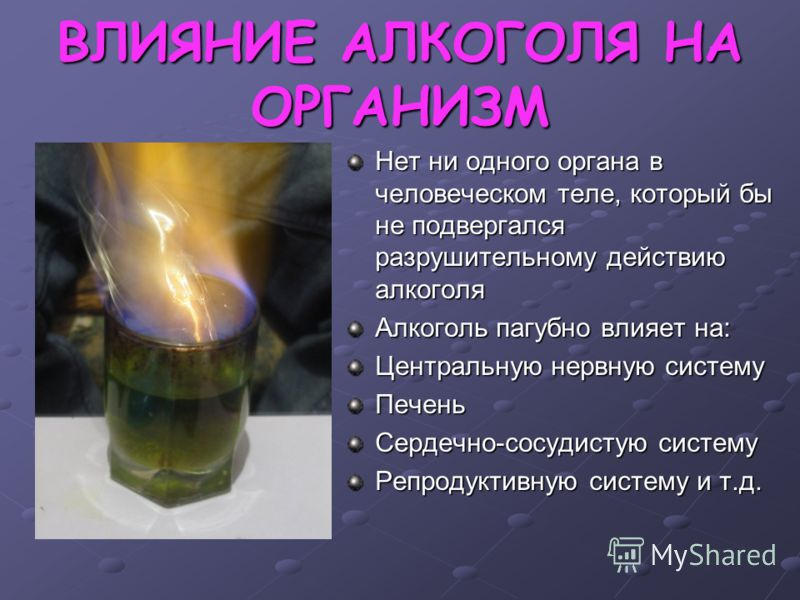 ВЛИЯНИЕ АЛКОГОЛЯ НА
ОРГАНИЗМ
Нет ни одного органа в
человеческом теле, который бы
не подвергался
разрушительному действию
алкоголя
Алкоголь пагубно влияет на:
Центральную нервную систему
Печень
Сердечно-сосудистую систему
Репродуктивную систему и т.д.
MyShared